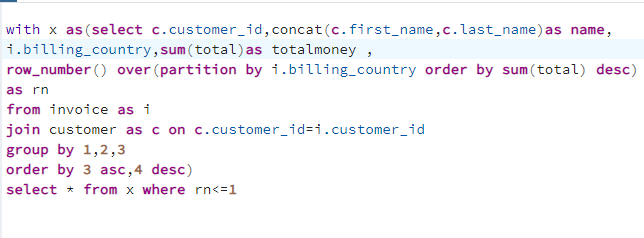 with x as(select c.customer_id,concat(c.first_name,c.last_name)as name,
i.billing_country,sum(total)as totalmoney ,
row_number() over(partition by i.billing_country order by sum(total) desc)
as rn
from invoice as i
join customer as c on c.customer_id=i.customer_id
group by 1,2,3
order by 3 asc,4 desc)
select * from x where rn<=1